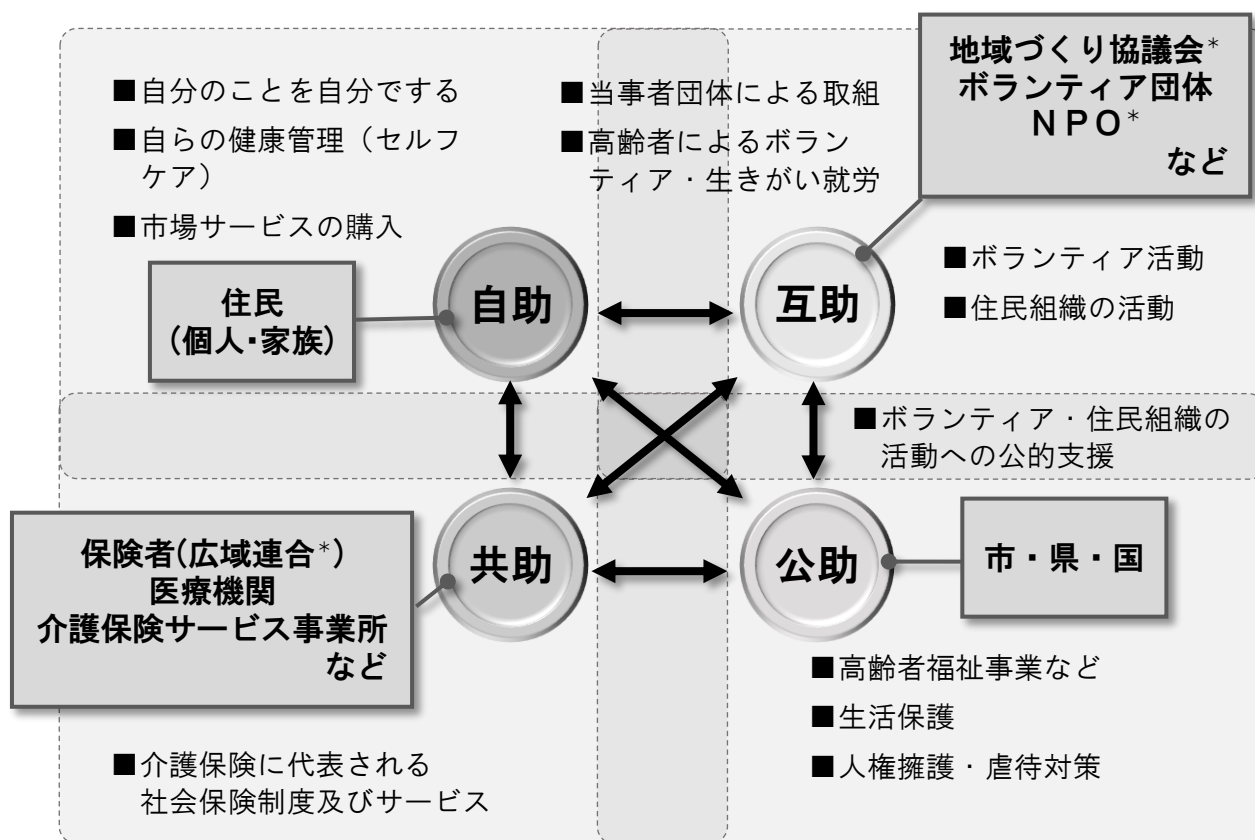 ■自分のことを自分でする
■自らの健康管理（セルフ
ケア）
■市場サービスの購入
■当事者団体による取組
■高齢者によるボラン
ティア・生きがい就労
地域づくり協議会*
ボランティア団体
ＮＰＯ*
など
■ボランティア活動
■住民組織の活動
住民
(個人・家族)
自助
互助
■ボランティア・住民組織の
活動への公的支援
保険者(広域連合*)
医療機関
介護保険サービス事業所
など
共助
公助
市・県・国
■高齢者福祉事業など
■生活保護
■人権擁護・虐待対策
■介護保険に代表される
社会保険制度及びサービス